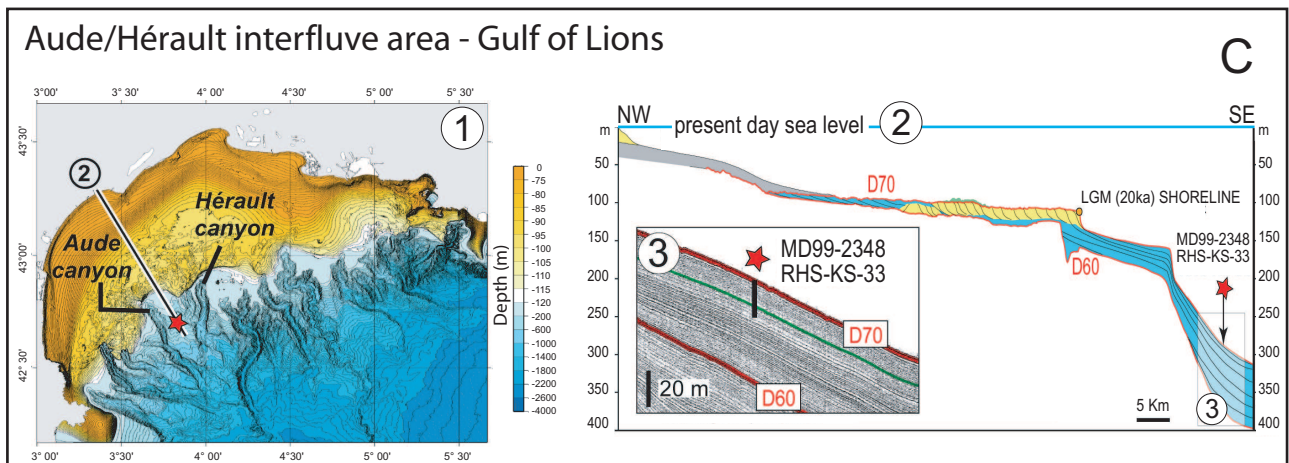 Aude/Hérault interfluve area - Gulf of Lions
C
3° 00' 3° 30' 4° 00' 4° 30' 5° 00' 5° 30'
1
43° 30'
43° 00'
42° 30'
2
Hérault
canyon
Aude
canyon
3° 00' 3° 30' 4° 00' 4° 30' 5° 00' 5° 30'
Depth (m)
0
-75
-85
-90
-95
-105
-115
-120
-600
-1000
-1400
-2200
-2600
-4000
NW
SE
m
present day sea level
2
m
50
100
150
200
250
300
350
400
50
100
150
200
250
300
350
400
D70
LGM (20ka) SHORELINE
D60
MD99-2348
RHS-KS-33
3
MD99-2348
RHS-KS-33
D70
20 m
D60
5 Km
3